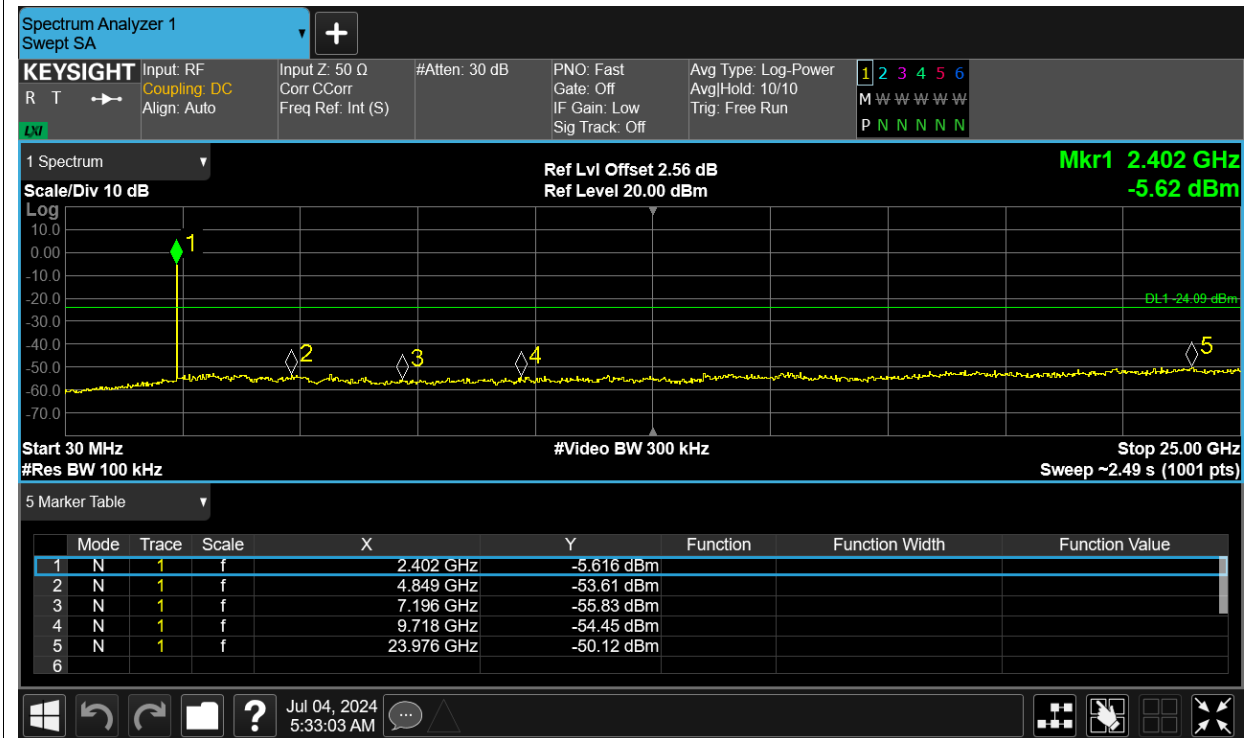 Spectrum Analyzer 1
Swept SA
KEYSIGHT
R T
LXI
Input: RF
Coupling: DC
Align: Auto
Input Z: 50 Ω
Corr CCorr
Freq Ref: Int (S)
#Atten: 30 dB
PNO: Fast
Gate: Off
IF Gain: Low
Sig Track: Off
Avg Type: Log-Power
Avg|Hold: 10/10
Trig: Free Run
1 2 3 4 5 6
M W W W W W
P N N N N N
1 Spectrum
Scale/Div 10 dB
Ref Lvl Offset 2.56 dB
Ref Level 20.00 dBm
Mkr1 2.402 GHz
-5.62 dBm
Log
10.0
0.00
-10.0
-20.0
-30.0
-40.0
-50.0
-60.0
-70.0
1
2
3
4
5
DL1 -24.09 dBm
Start 30 MHz
#Res BW 100 kHz
#Video BW 300 kHz
Stop 25.00 GHz
Sweep ~2.49 s (1001 pts)
5 Marker Table
Mode Trace Scale X Y Function Function Width Function Value
1 N 1 f 2.402 GHz -5.616 dBm
2 N 1 f 4.849 GHz -53.61 dBm
3 N 1 f 7.196 GHz -55.83 dBm
4 N 1 f 9.718 GHz -54.45 dBm
5 N 1 f 23.976 GHz -50.12 dBm
6
?
Jul 04, 2024
5:33:03 AM